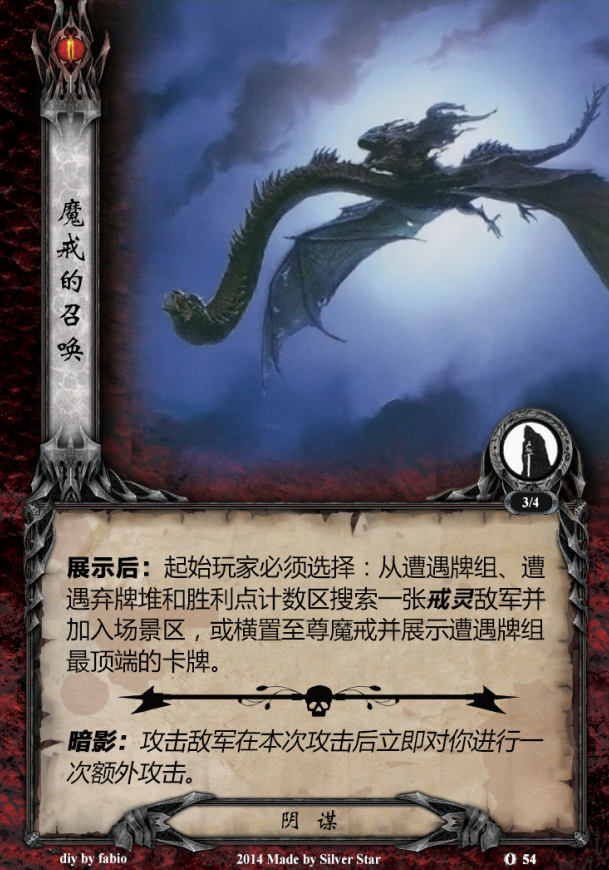 魔戒的召唤
3/4
展示后：起始玩家必须选择：从遭遇牌组、遭
遇弃牌堆和胜利点计数区搜索一张戒灵敌军并
加入场景区，或横置至尊魔戒并展示遭遇牌组
最顶端的卡牌。
暗影：攻击敌军在本次攻击后立即对你进行一
次额外攻击。
阴谋
diy by fabio
2014 Made by Silver Star
54